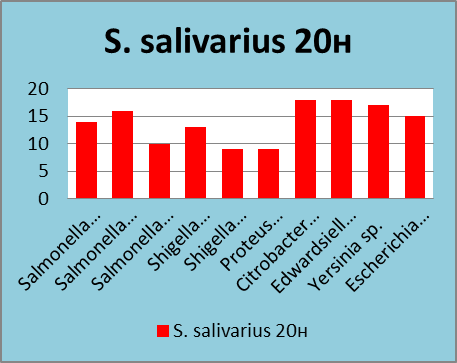 S. salivarius 20н
20
15
10
5
0
Salmonella...
Salmonella...
Salmonella...
Shigella...
Shigella...
Proteus...
Citrobacter...
Edwardsiell...
Yersinia sp.
Escherichia...
S. salivarius 20н